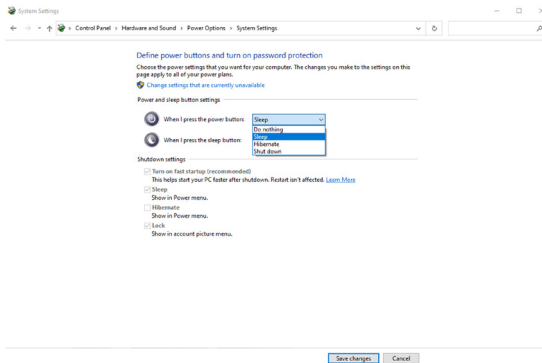 System Settings
Control Panel > Hardware and Sound > Power Options > System Settings
Define power buttons and turn on password protection
Choose the power settings that you want for your computer. The changes you make to the settings on this
page apply to all of your power plans.
Change settings that are currently unavailable
Power and sleep button settings
When I press the power button: Sleep
Do nothing
Sleep
Hibernate
Shut down
When I press the sleep button:
Shutdown settings
Turn on fast startup (recommended)
This helps start your PC faster after shutdown. Restart isn't affected. Learn More
Sleep
Show in Power menu.
Hibernate
Show in Power menu.
Lock
Show in account picture menu.
Save changes Cancel